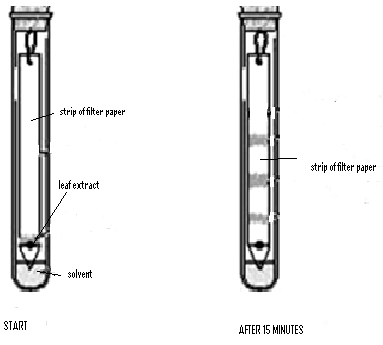 strip of filter paper
leaf extract
solvent
START
strip of filter paper
AFTER 15 MINUTES